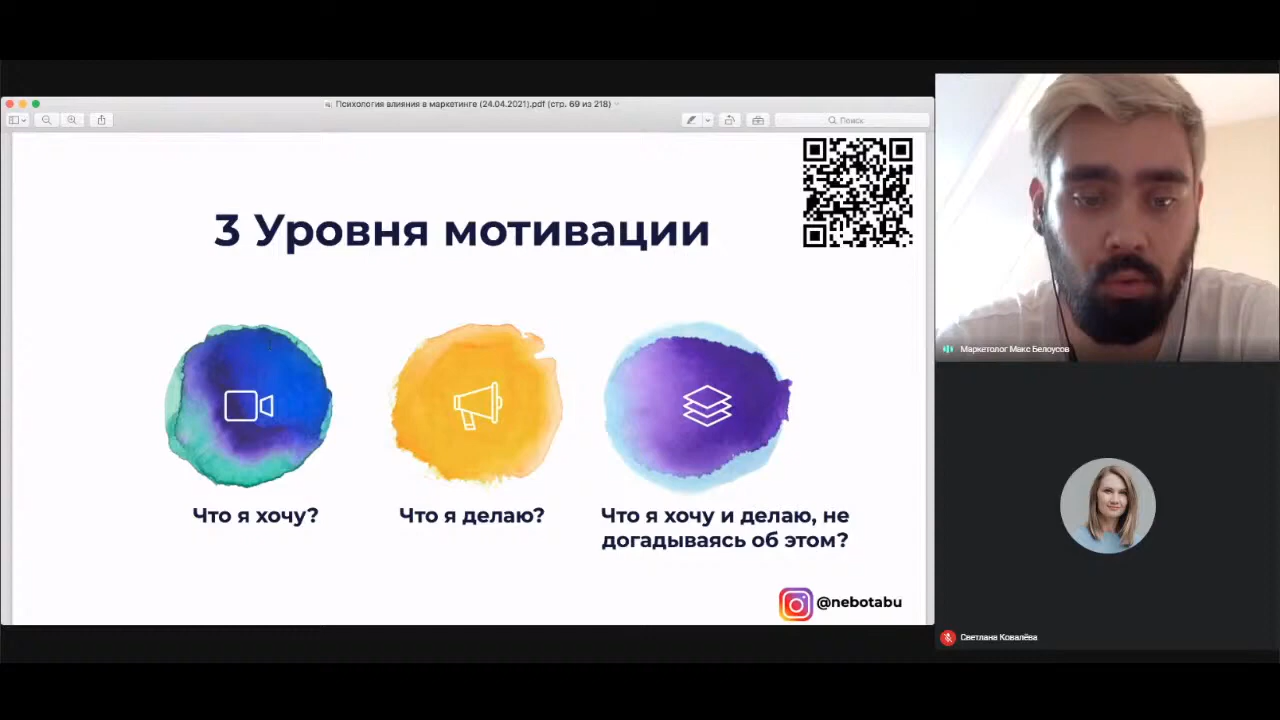 Психология влияния в маркетинге (24.04.2021).pdf (стр. 69 из 218)
Поиск
3 Уровня мотивации
Что я хочу?
Что я делаю?
Что я хочу и делаю, не
догадываясь об этом?
@nebotabu
Маркетолог Макс Белоусов
Светлана Ковалёва